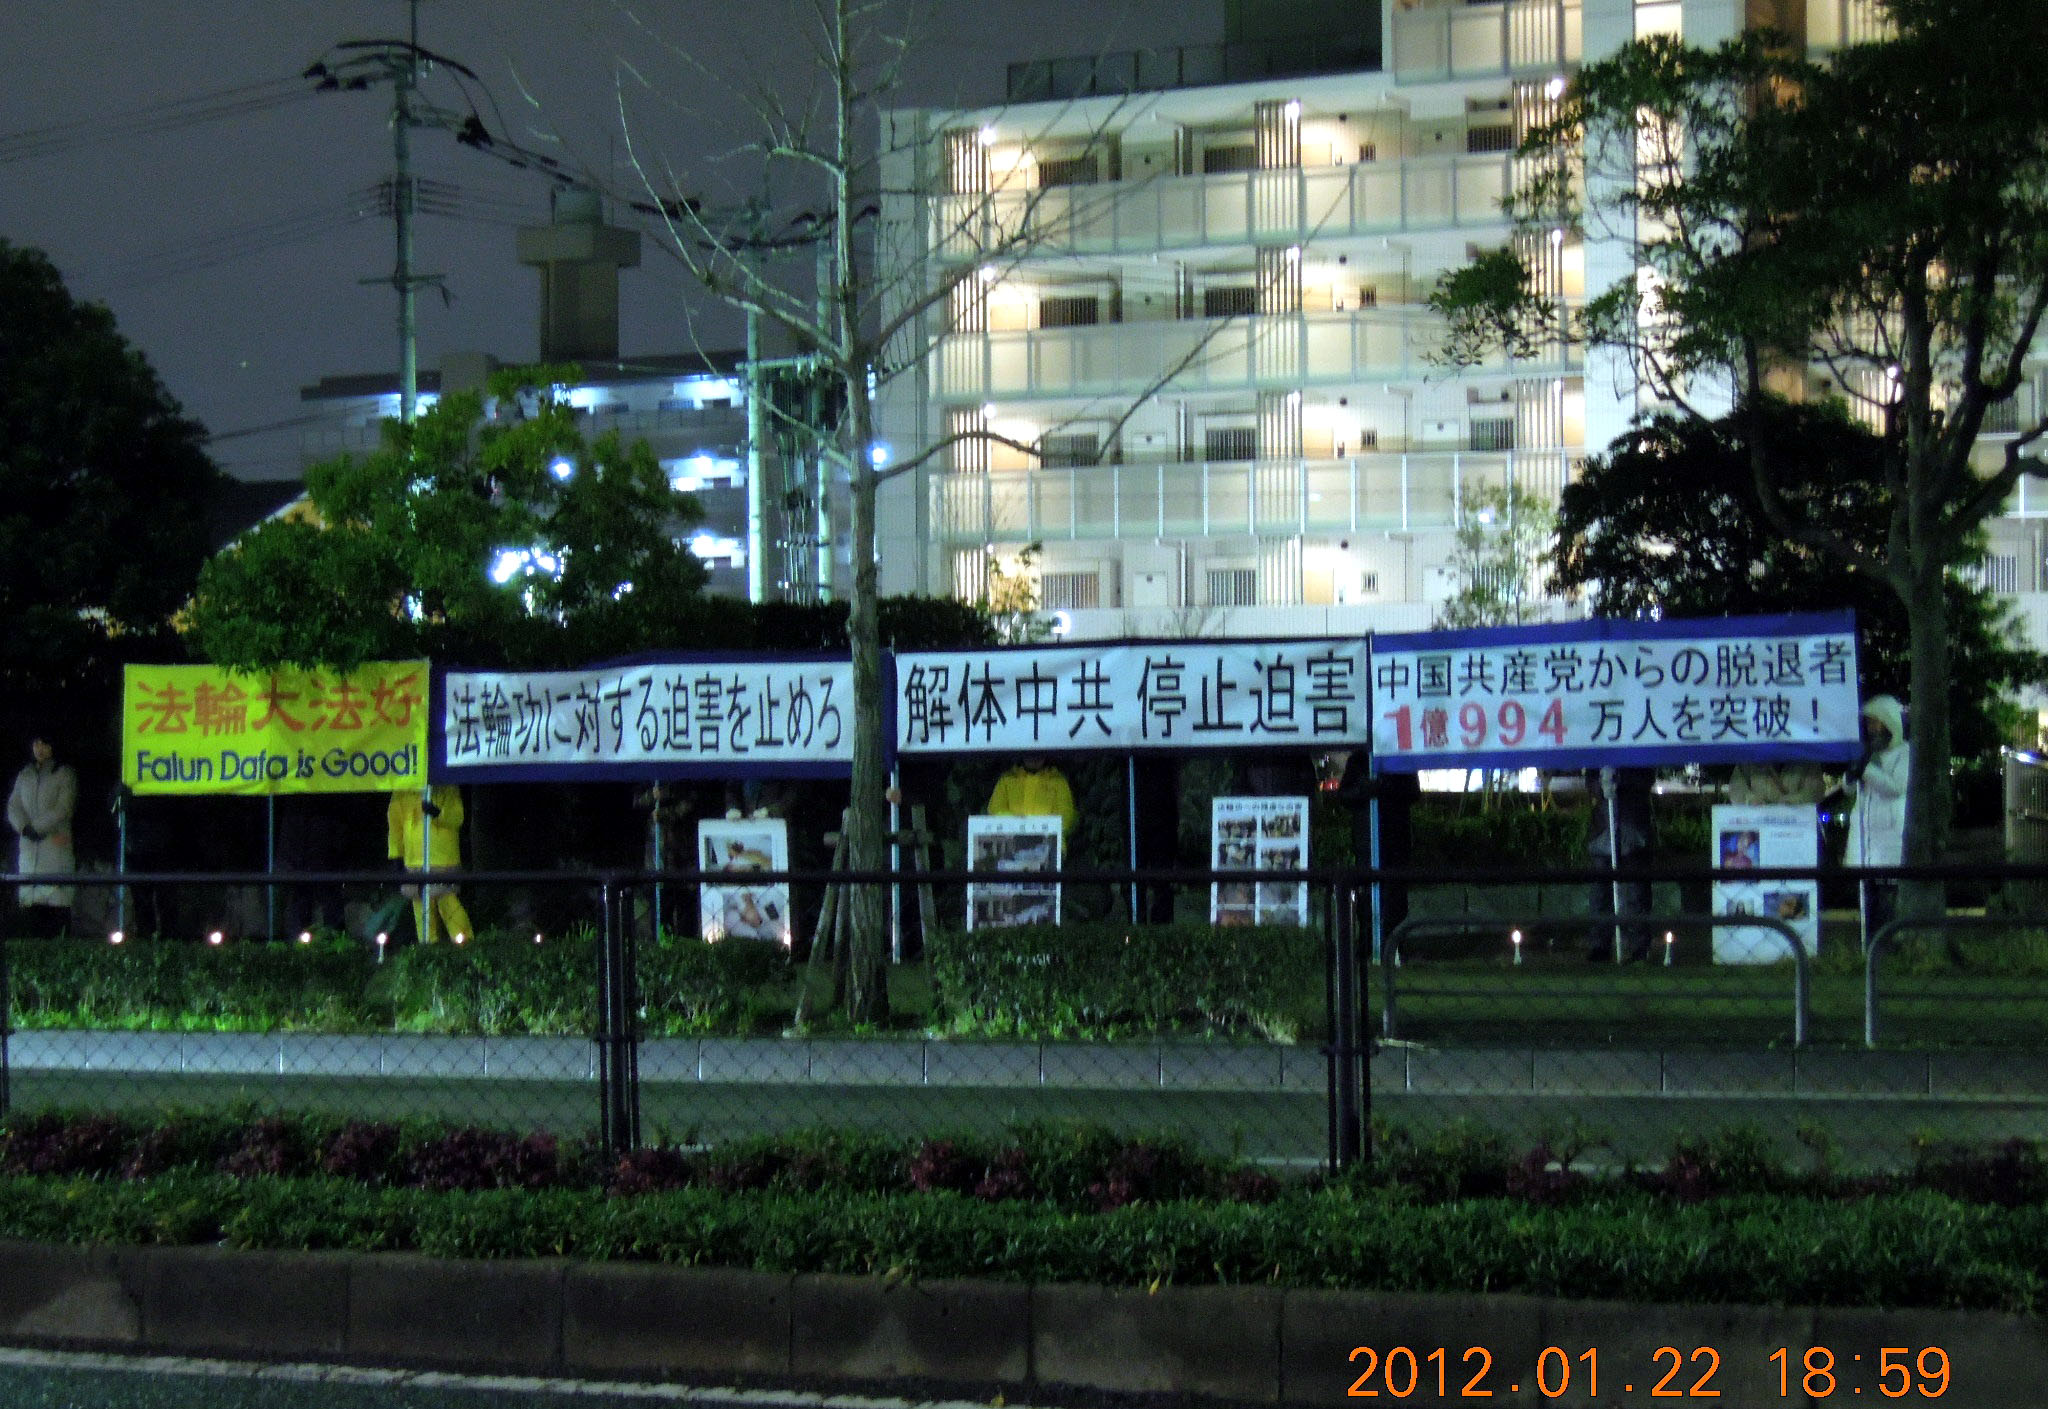 法輪大法好
Falun Dafa is Good!
法輪功に対する迫害を止めろ
解体中共 停止迫害
中国共産党からの脱退者
1億994万人を突破！
2012.01.22 18:59